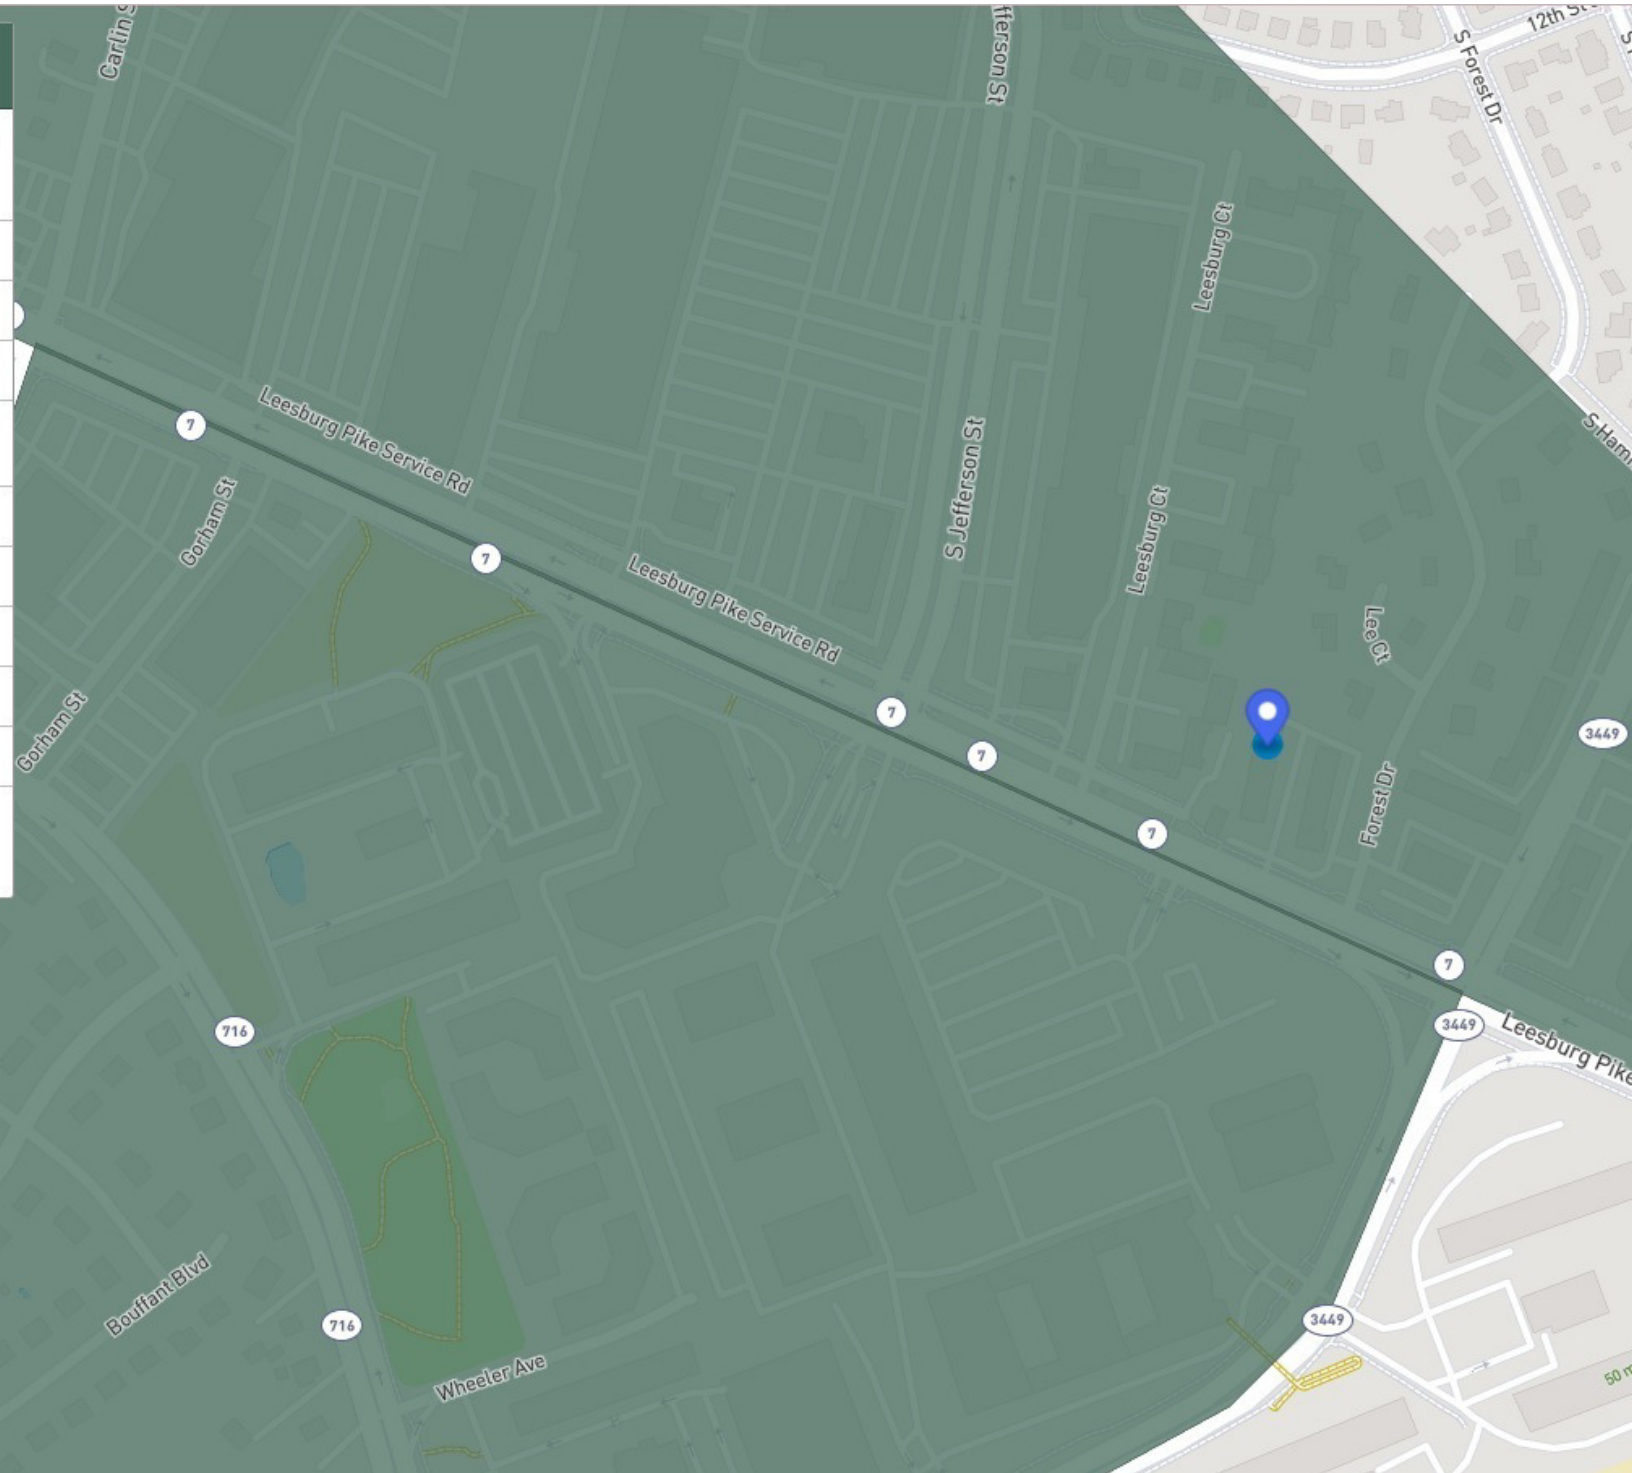 Carlin S
fferson St
S Forest Dr
12th St S
Leesburg Ct
7
Leesburg Pike Service Rd
S Jefferson St
S Ham
Gorham St
Leesburg Ct
7
Leesburg Pike Service Rd
Lee Ct
Gorham St
7
7
3449
Forest Dr
7
7
716
3449
Leesburg Pike
Bouffant Blvd
716
3449
Wheeler Ave
50 m